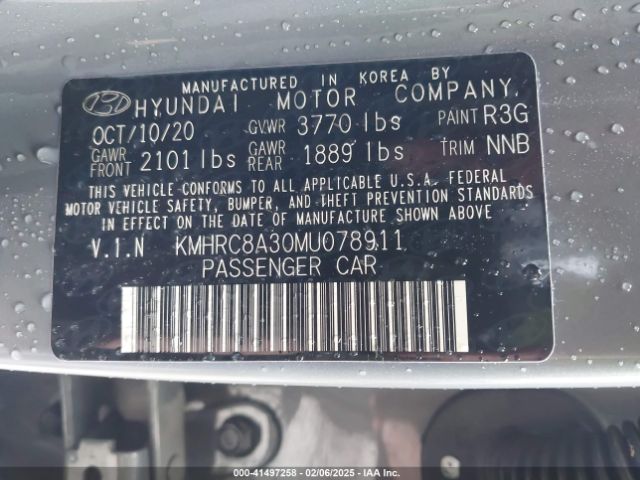 MANUFACTURED IN KOREA BY
HYUNDAI MOTOR COMPANY.
OCT/10/20 GVWR 3770 lbs PAINT R3G
GAWR FRONT 2101 lbs GAWR REAR 1889 lbs TRIM NNB
THIS VEHICLE CONFORMS TO ALL APPLICABLE U.S.A. FEDERAL
MOTOR VEHICLE SAFETY, BUMPER, AND THEFT PREVENTION STANDARDS
IN EFFECT ON THE DATE OF MANUFACTURE SHOWN ABOVE.
V.I.N KMHRC8A30MU078911
PASSENGER CAR
000-41497258 - 02/06/2025 - IAA Inc.